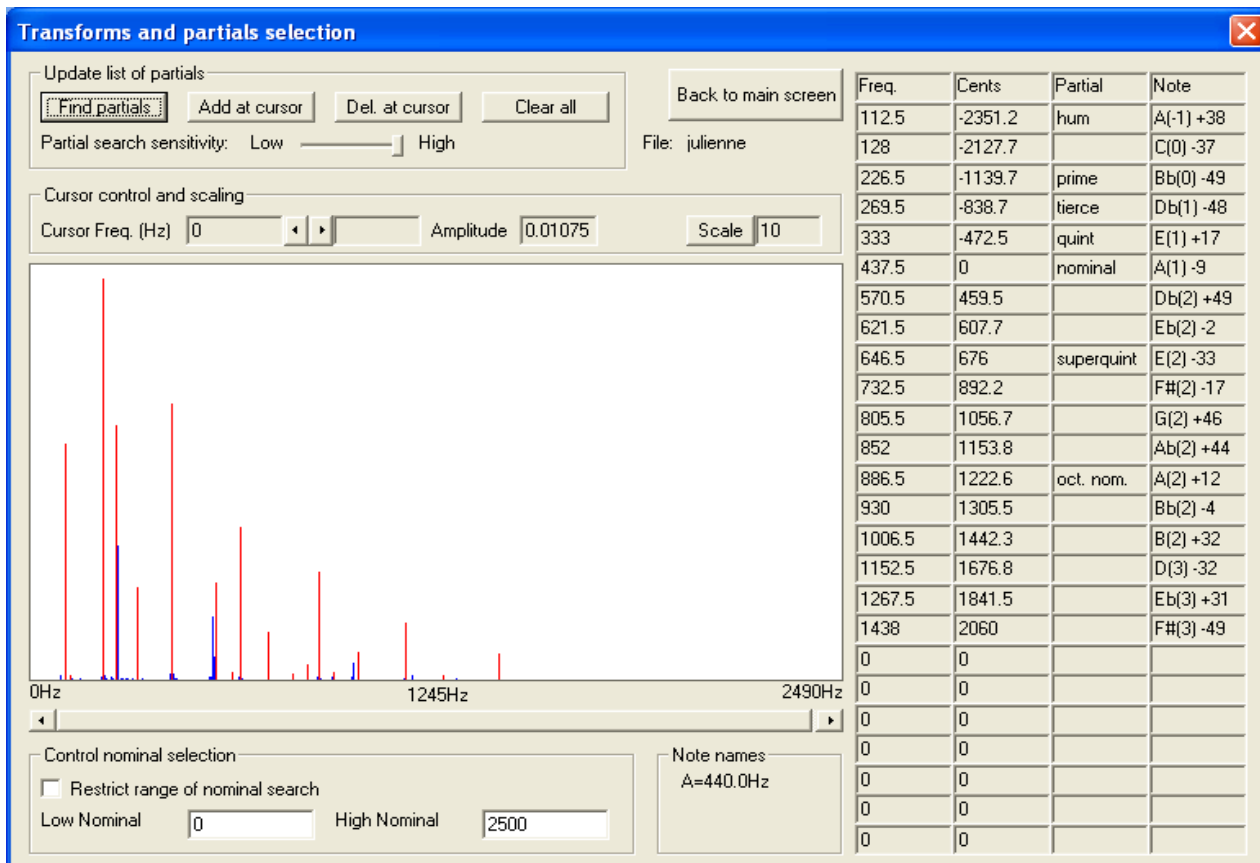 Transforms and partials selection
Update list of partials
Find partials Add at cursor Del. at cursor Clear all
Partial search sensitivity: Low High
Back to main screen
File: julienne
Cursor control and scaling
Cursor Freq. (Hz) 0 Amplitude 0.01075 Scale 10
0Hz 1245Hz 2490Hz
Control nominal selection
Restrict range of nominal search
Low Nominal 0 High Nominal 2500
Note names
A=440.0Hz
Freq. Cents Partial Note
112.5 -2351.2 hum A(-1) +38
128 -2127.7 C(0) -37
226.5 -1139.7 prime Bb(0) -49
269.5 -838.7 tierce Db(1) -48
333 -472.5 quint E(1) +17
437.5 0 nominal A(1) -9
570.5 459.5 Db(2) +49
621.5 607.7 Eb(2) -2
646.5 676 superquint E(2) -33
732.5 892.2 F#(2) -17
805.5 1056.7 G(2) +46
852 1153.8 Ab(2) +44
886.5 1222.6 oct. nom. A(2) +12
930 1305.5 Bb(2) -4
1006.5 1442.3 B(2) +32
1152.5 1676.8 D(3) -32
1267.5 1841.5 Eb(3) +31
1438 2060 F#(3) -49
0 0
0 0
0 0
0 0
0 0
0 0
0 0